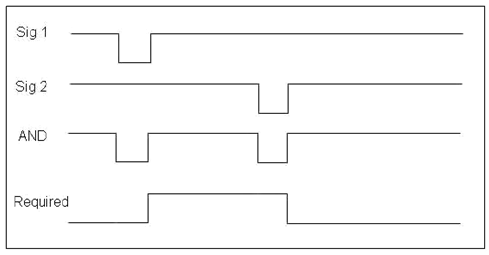 Sig 1
Sig 2
AND
Required